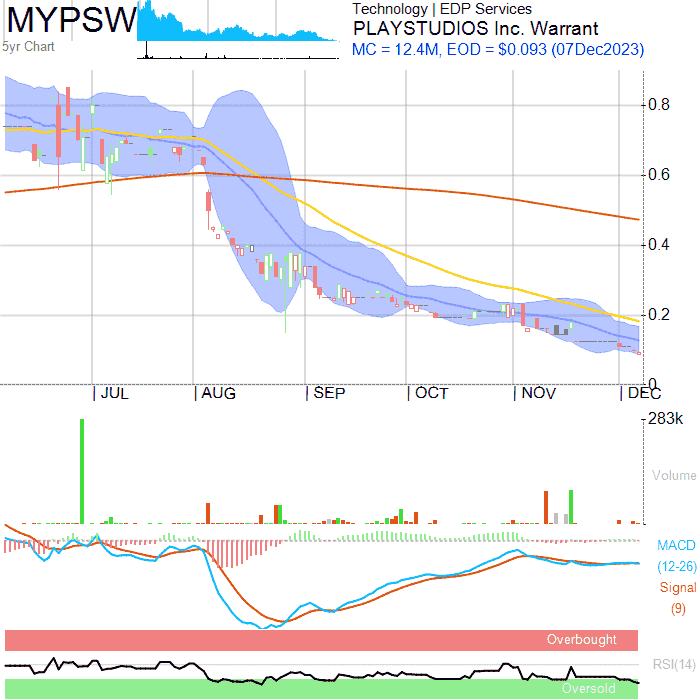 MYPSW
5yr Chart
Technology | EDP Services
PLAYSTUDIOS Inc. Warrant
MC = 12.4M, EOD = $0.093 (07Dec2023)
0.8
0.6
0.4
0.2
0
JUL AUG SEP OCT NOV DEC
283k
Volume
MACD
(12-26)
Signal
(9)
Overbought
RSI(14)
Oversold